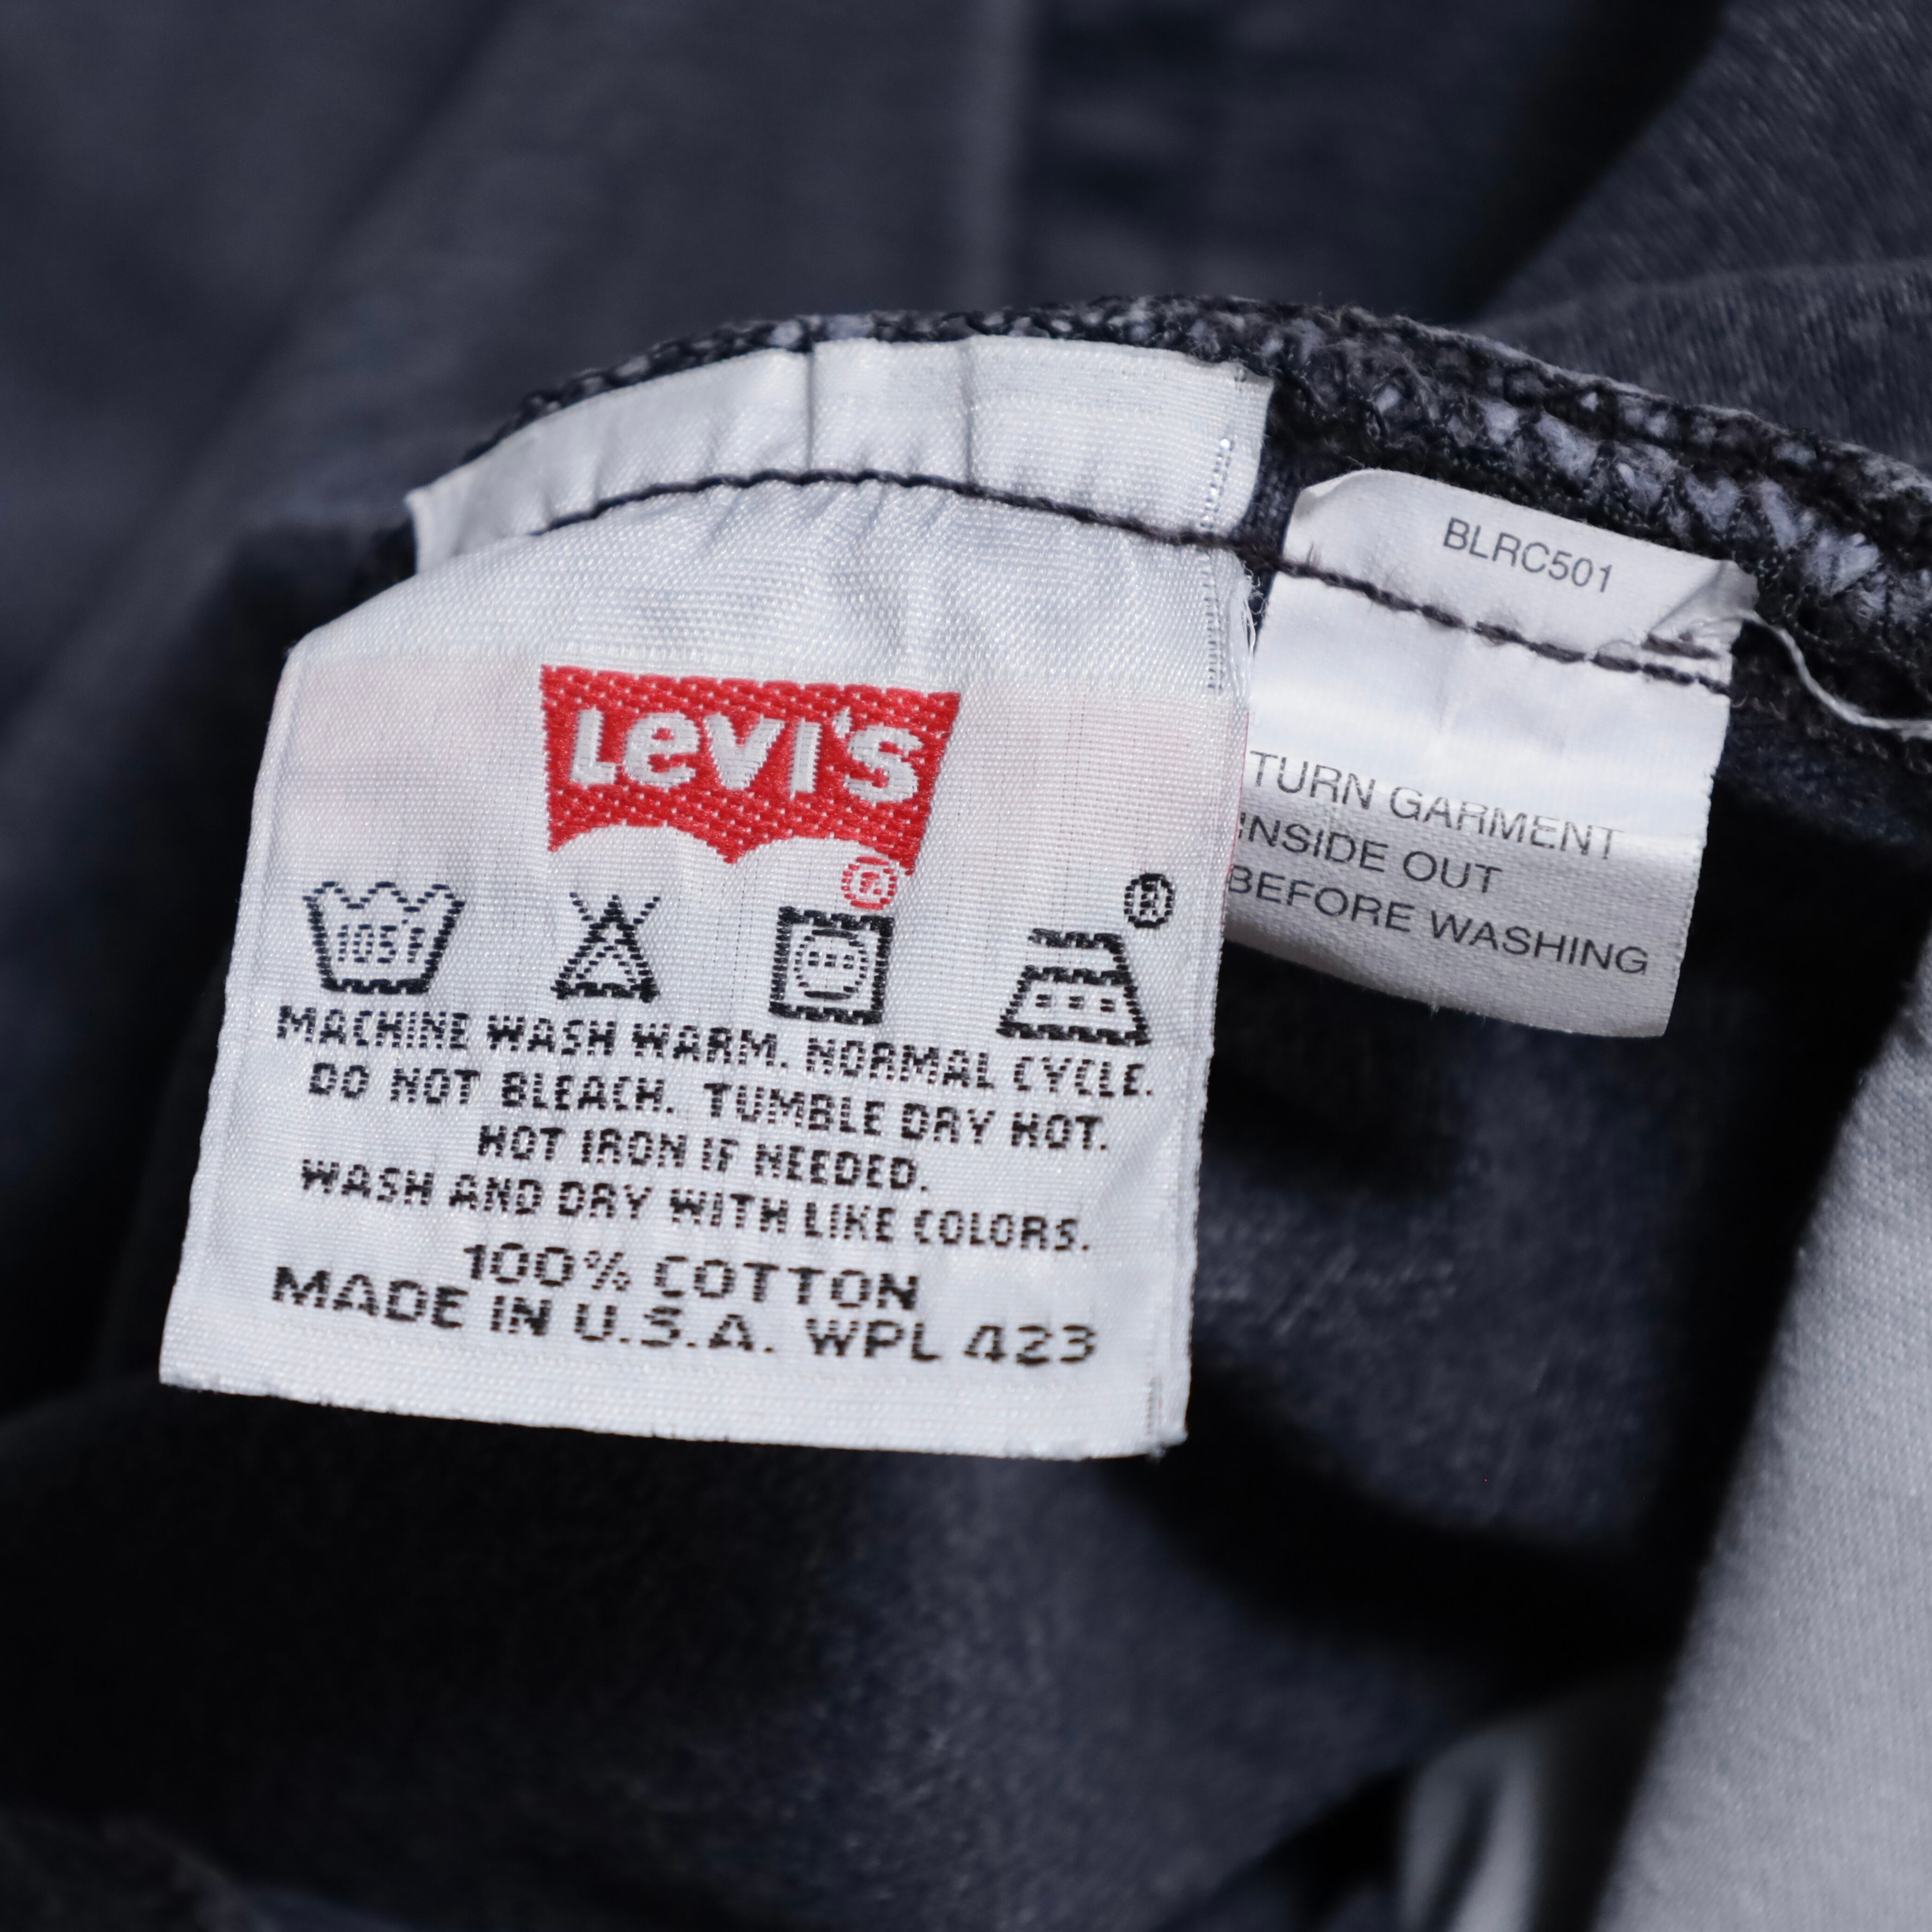 Levi's
®
®
105°F
MACHINE WASH WARM. NORMAL CYCLE.
DO NOT BLEACH. TUMBLE DRY HOT.
HOT IRON IF NEEDED.
WASH AND DRY WITH LIKE COLORS.
100% COTTON
MADE IN U.S.A. WPL 423
BLRC501
TURN GARMENT
INSIDE OUT
BEFORE WASHING